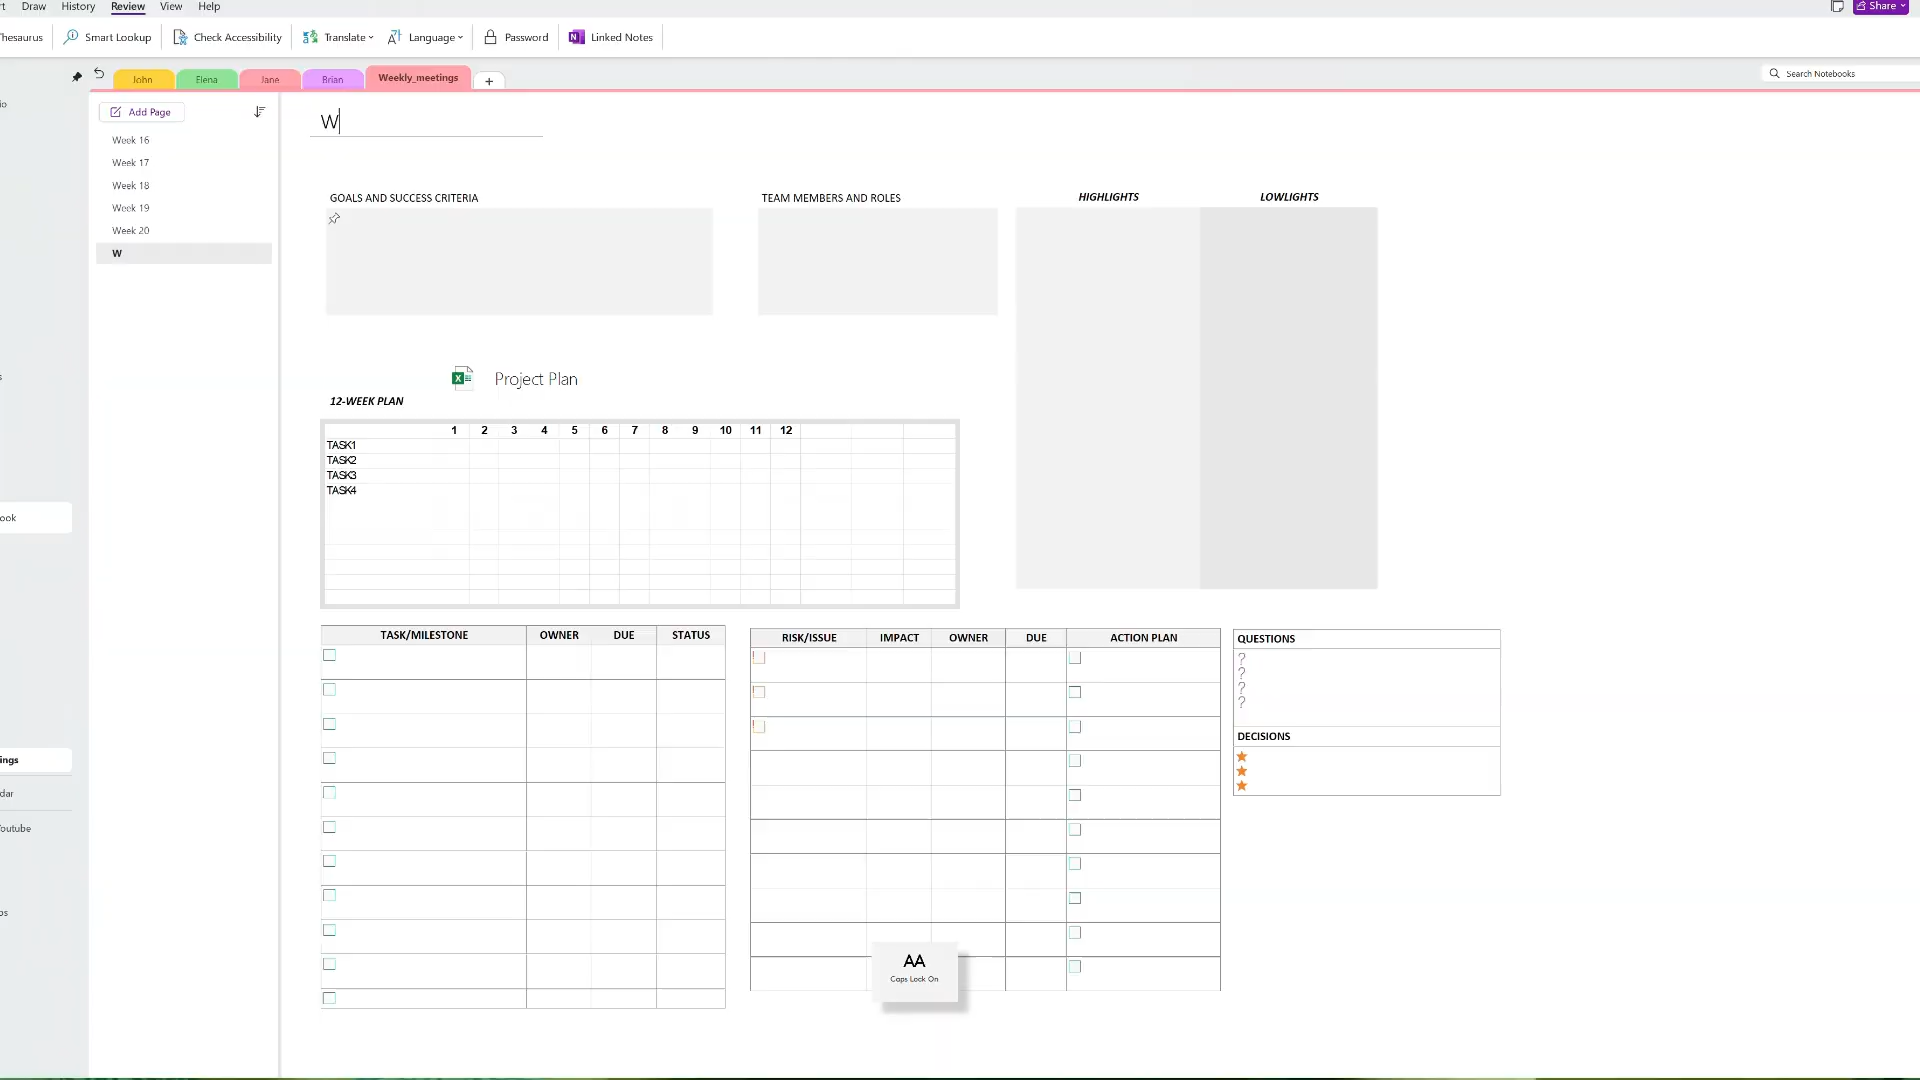 Draw History Review View Help
Share
Thesaurus Smart Lookup Check Accessibility Translate Language Password Linked Notes
John Elena Jane Brian Weekly_meetings +
Search Notebooks
Add Page
Week 16
Week 17
Week 18
Week 19
Week 20
W
W
GOALS AND SUCCESS CRITERIA
TEAM MEMBERS AND ROLES
HIGHLIGHTS LOWLIGHTS
Project Plan
12-WEEK PLAN
1 2 3 4 5 6 7 8 9 10 11 12
TASK1
TASK2
TASK3
TASK4
TASK/MILESTONE OWNER DUE STATUS
RISK/ISSUE IMPACT OWNER DUE ACTION PLAN
QUESTIONS
?
?
?
?
DECISIONS
ook
ings
dar
Youtube
AA
Caps Lock On